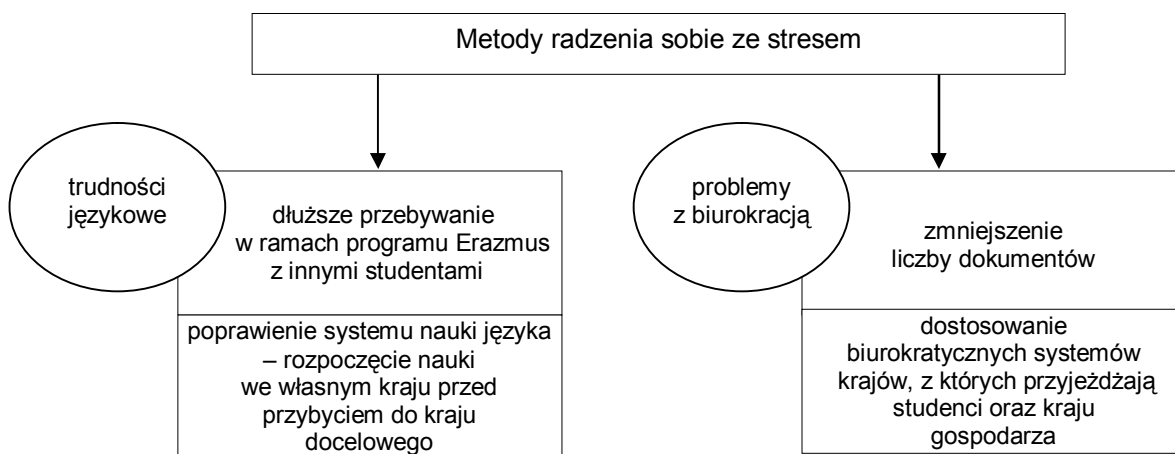 Metody radzenia sobie ze stresem
trudności
językowe
dłuższe przebywanie
w ramach programu Erazmus
z innymi studentami
poprawienie systemu nauki języka
– rozpoczęcie nauki
we własnym kraju przed
przybyciem do kraju
docelowego
problemy
z biurokracją
zmniejszenie
liczby dokumentów
dostosowanie
biurokratycznych systemów
krajów, z których przyjeżdżają
studenci oraz kraju
gospodarza